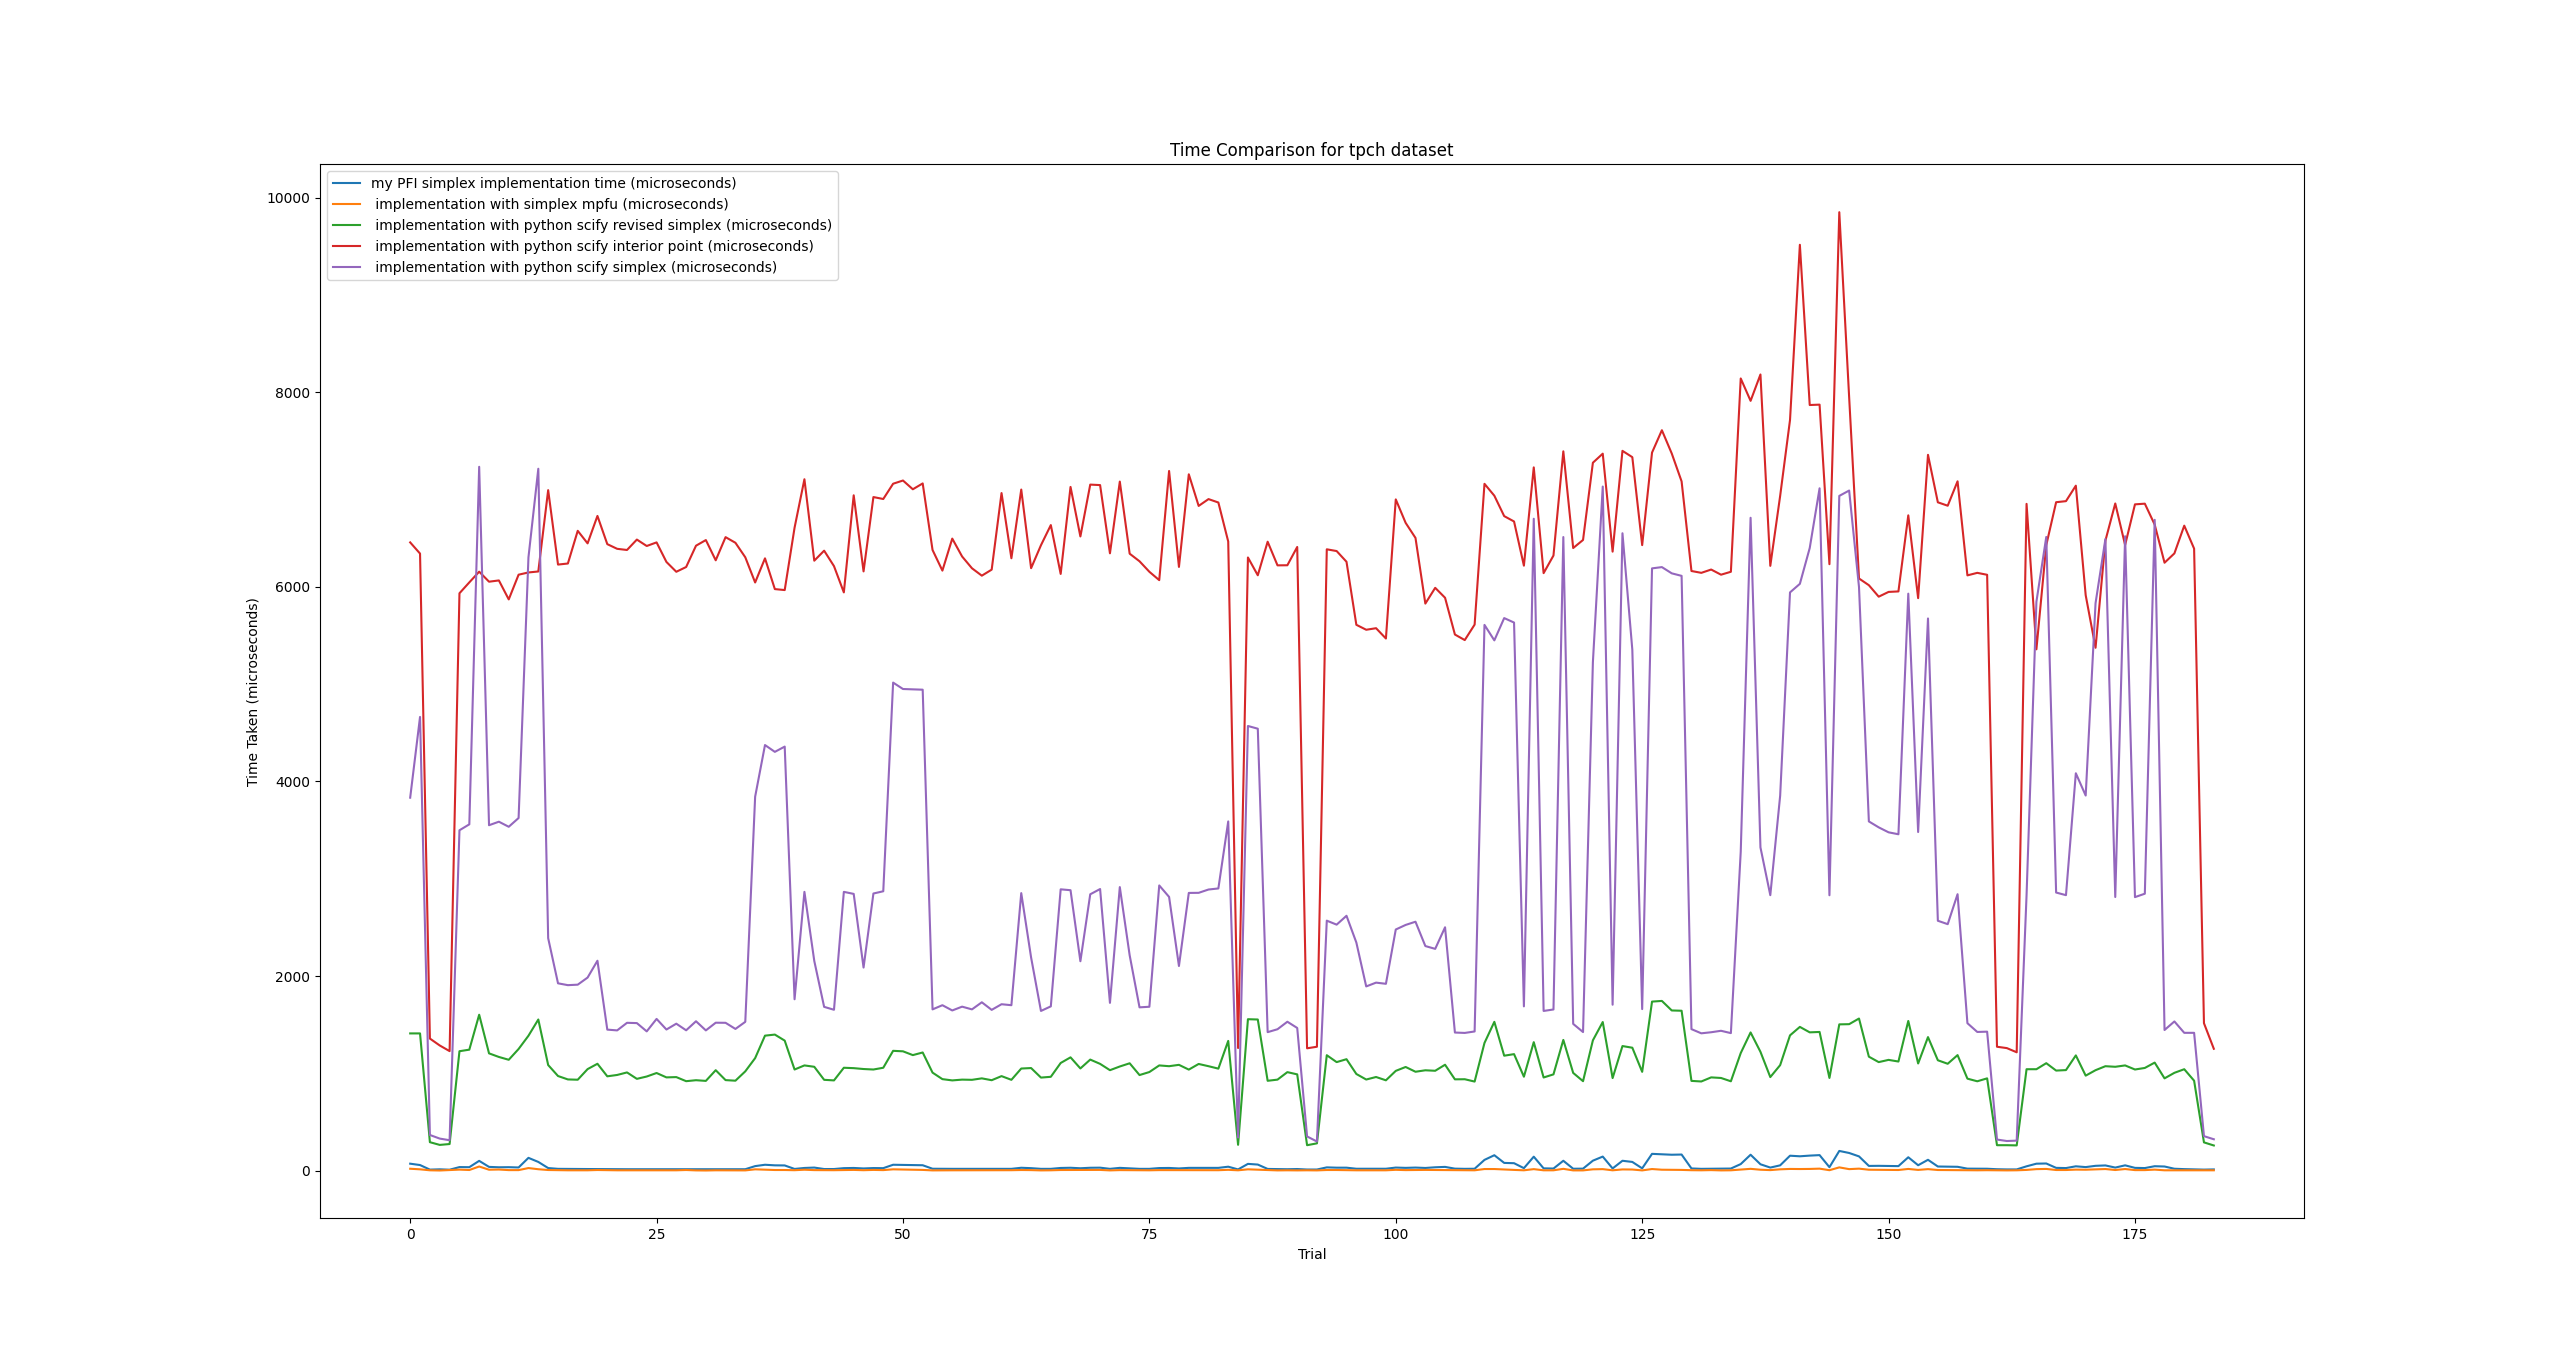 Time Comparison for tpch dataset
my PFI simplex implementation time (microseconds)
implementation with simplex mpfu (microseconds)
implementation with python scify revised simplex (microseconds)
implementation with python scify interior point (microseconds)
implementation with python scify simplex (microseconds)
10000
8000
6000
4000
2000
0
Time Taken (microseconds)
0 25 50 75 100 125 150 175
Trial